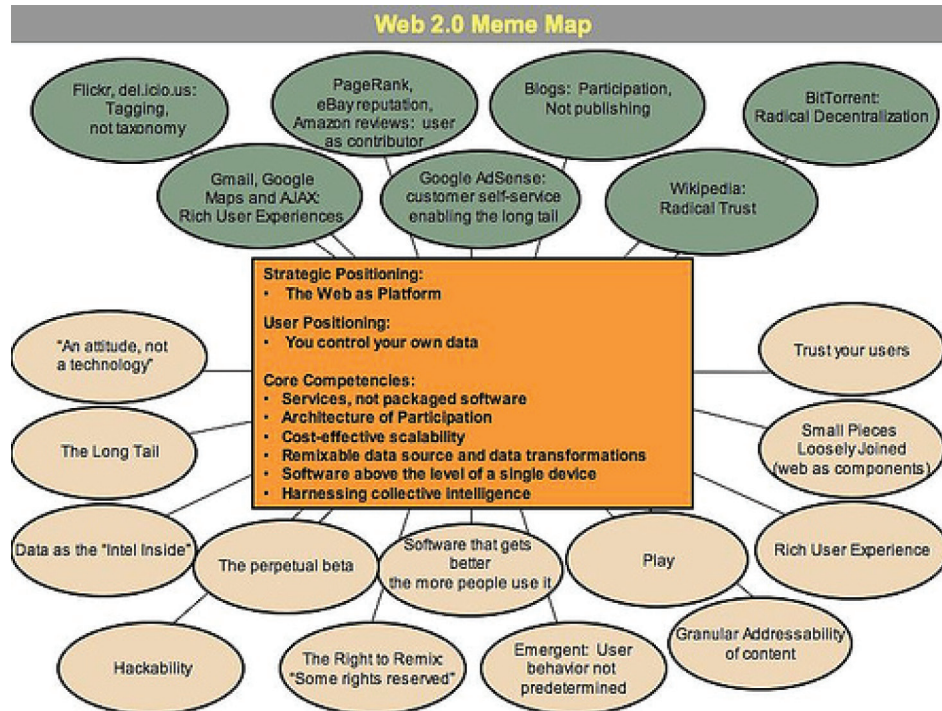 Web 2.0 Meme Map
Flickr, del.icio.us:
Tagging,
not taxonomy
PageRank,
eBay reputation,
Amazon reviews: user
as contributor
Blogs: Participation,
Not publishing
BitTorrent:
Radical Decentralization
Gmail, Google
Maps and AJAX:
Rich User Experiences
Google AdSense:
customer self-service
enabling the long tail
Wikipedia:
Radical Trust
Strategic Positioning:
• The Web as Platform
User Positioning:
• You control your own data
Core Competencies:
• Services, not packaged software
• Architecture of Participation
• Cost-effective scalability
• Remixable data source and data transformations
• Software above the level of a single device
• Harnessing collective intelligence
"An attitude, not
a technology"
Trust your users
The Long Tail
Small Pieces
Loosely Joined
(web as components)
Data as the "Intel Inside"
The perpetual beta
Software that gets
better
the more people use it
Play
Rich User Experience
Hackability
The Right to Remix:
"Some rights reserved"
Emergent: User
behavior not
predetermined
Granular Addressability
of content